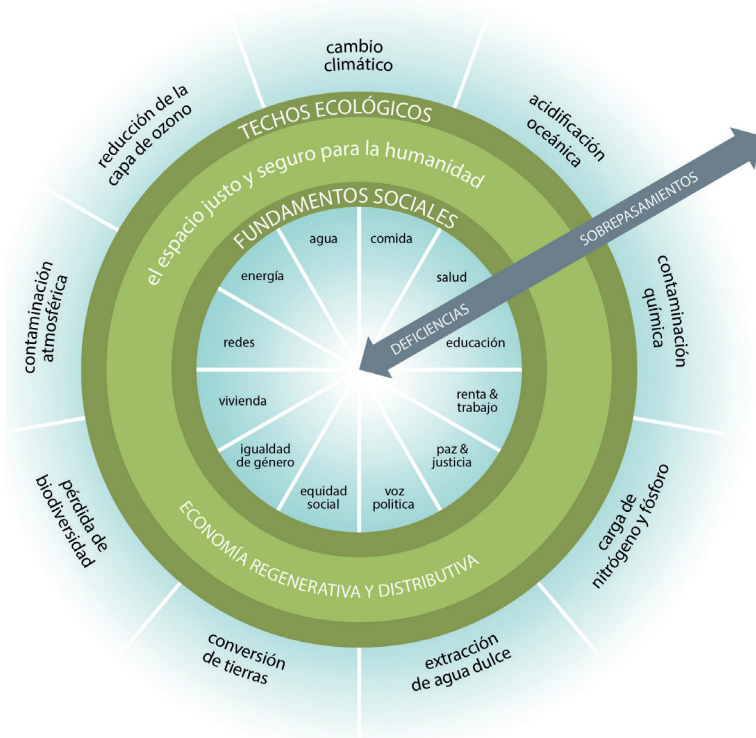 cambio
climático
acidificación
oceánica
contaminación
química
carga de
nitrógeno y fósforo
extracción
de agua dulce
conversión
de tierras
pérdida de
biodiversidad
contaminación
atmosférica
reducción de la
capa de ozono
TECHOS ECOLÓGICOS
el espacio justo y seguro para la humanidad
FUNDAMENTOS SOCIALES
agua
comida
energía
salud
redes
educación
vivienda
renta &
trabajo
igualdad
de género
paz &
justicia
equidad
social
voz
politica
DEFICIENCIAS
SOBREPASAMIENTOS
ECONOMÍA REGENERATIVA Y DISTRIBUTIVA